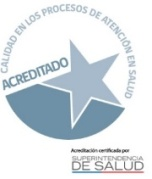 CALIDAD EN LOS PROCESOS DE ATENCIÓN EN SALUD
ACREDITADO
Acreditación certificada por
SUPERINTENDENCIA
DE SALUD